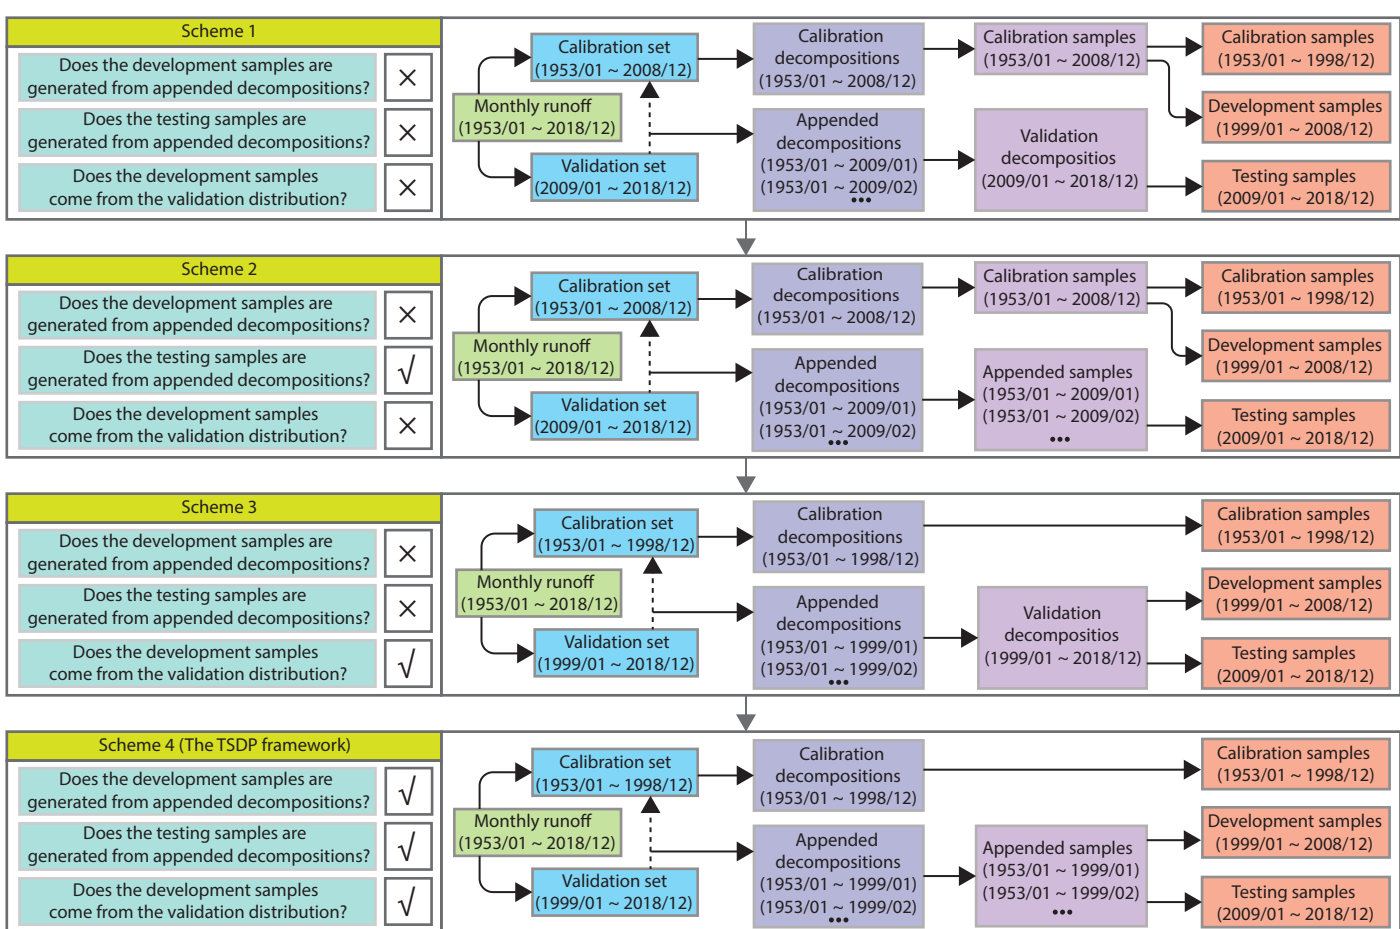 Scheme 1
Does the development samples are
generated from appended decompositions?
×
Does the testing samples are
generated from appended decompositions?
×
Does the development samples
come from the validation distribution?
×
Monthly runoff
(1953/01 ~ 2018/12)
Calibration set
(1953/01 ~ 2008/12)
Validation set
(2009/01 ~ 2018/12)
Calibration
decompositions
(1953/01 ~ 2008/12)
Appended
decompositions
(1953/01 ~ 2009/01)
(1953/01 ~ 2009/02)
•••
Calibration samples
(1953/01 ~ 2008/12)
Validation
decompositios
(2009/01 ~ 2018/12)
Calibration samples
(1953/01 ~ 1998/12)
Development samples
(1999/01 ~ 2008/12)
Testing samples
(2009/01 ~ 2018/12)
Scheme 2
Does the development samples are
generated from appended decompositions?
×
Does the testing samples are
generated from appended decompositions?
√
Does the development samples
come from the validation distribution?
×
Monthly runoff
(1953/01 ~ 2018/12)
Calibration set
(1953/01 ~ 2008/12)
Validation set
(2009/01 ~ 2018/12)
Calibration
decompositions
(1953/01 ~ 2008/12)
Appended
decompositions
(1953/01 ~ 2009/01)
(1953/01 ~ 2009/02)
•••
Calibration samples
(1953/01 ~ 2008/12)
Appended samples
(1953/01 ~ 2009/01)
(1953/01 ~ 2009/02)
•••
Calibration samples
(1953/01 ~ 1998/12)
Development samples
(1999/01 ~ 2008/12)
Testing samples
(2009/01 ~ 2018/12)
Scheme 3
Does the development samples are
generated from appended decompositions?
×
Does the testing samples are
generated from appended decompositions?
×
Does the development samples
come from the validation distribution?
√
Monthly runoff
(1953/01 ~ 2018/12)
Calibration set
(1953/01 ~ 1998/12)
Validation set
(1999/01 ~ 2018/12)
Calibration
decompositions
(1953/01 ~ 1998/12)
Appended
decompositions
(1953/01 ~ 1999/01)
(1953/01 ~ 1999/02)
•••
Validation
decompositios
(1999/01 ~ 2018/12)
Calibration samples
(1953/01 ~ 1998/12)
Development samples
(1999/01 ~ 2008/12)
Testing samples
(2009/01 ~ 2018/12)
Scheme 4 (The TSDP framework)
Does the development samples are
generated from appended decompositions?
√
Does the testing samples are
generated from appended decompositions?
√
Does the development samples
come from the validation distribution?
√
Monthly runoff
(1953/01 ~ 2018/12)
Calibration set
(1953/01 ~ 1998/12)
Validation set
(1999/01 ~ 2018/12)
Calibration
decompositions
(1953/01 ~ 1998/12)
Appended
decompositions
(1953/01 ~ 1999/01)
(1953/01 ~ 1999/02)
•••
Appended samples
(1953/01 ~ 1999/01)
(1953/01 ~ 1999/02)
•••
Calibration samples
(1953/01 ~ 1998/12)
Development samples
(1999/01 ~ 2008/12)
Testing samples
(2009/01 ~ 2018/12)